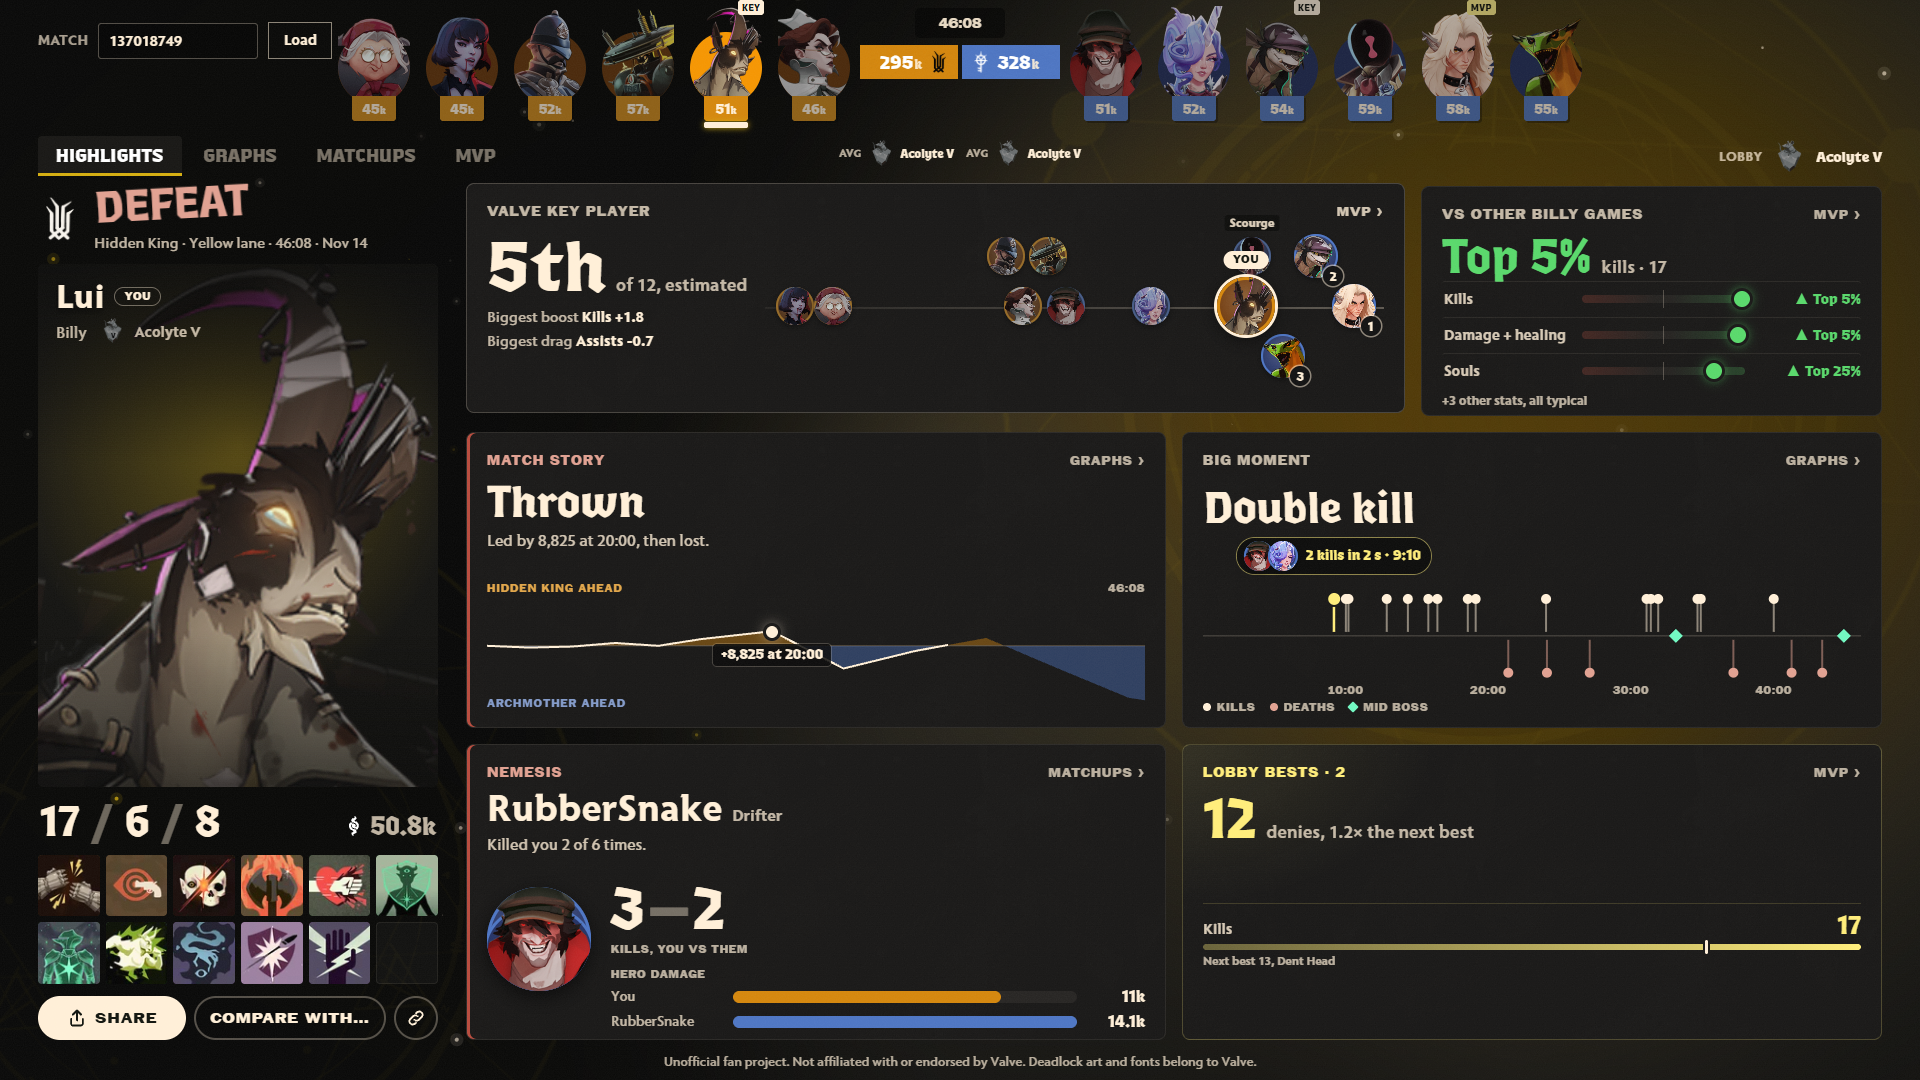 MATCH
137018749
Load
KEY
45k
45k
52k
57k
51k
46k
46:08
295k
328k
KEY
MVP
51k
52k
54k
59k
58k
55k
HIGHLIGHTS
GRAPHS
MATCHUPS
MVP
AVG
Acolyte V
AVG
Acolyte V
LOBBY
Acolyte V
DEFEAT
Hidden King · Yellow lane · 46:08 · Nov 14
Lui
YOU
Billy
Acolyte V
17 / 6 / 8
50.8k
SHARE
COMPARE WITH...
VALVE KEY PLAYER
MVP ›
5th of 12, estimated
Biggest boost Kills +1.8
Biggest drag Assists -0.7
Scourge
YOU
2
1
3
VS OTHER BILLY GAMES
MVP ›
Top 5% kills · 17
Kills
▲ Top 5%
Damage + healing
▲ Top 5%
Souls
▲ Top 25%
+3 other stats, all typical
MATCH STORY
GRAPHS ›
Thrown
Led by 8,825 at 20:00, then lost.
HIDDEN KING AHEAD
46:08
+8,825 at 20:00
ARCHMOTHER AHEAD
BIG MOMENT
GRAPHS ›
Double kill
2 kills in 2 s · 9:10
10:00
20:00
30:00
40:00
KILLS
DEATHS
MID BOSS
NEMESIS
MATCHUPS ›
RubberSnake Drifter
Killed you 2 of 6 times.
3—2
KILLS, YOU VS THEM
HERO DAMAGE
You
11k
RubberSnake
14.1k
LOBBY BESTS · 2
MVP ›
12 denies, 1.2× the next best
Kills
17
Next best 13, Dent Head
Unofficial fan project. Not affiliated with or endorsed by Valve. Deadlock art and fonts belong to Valve.